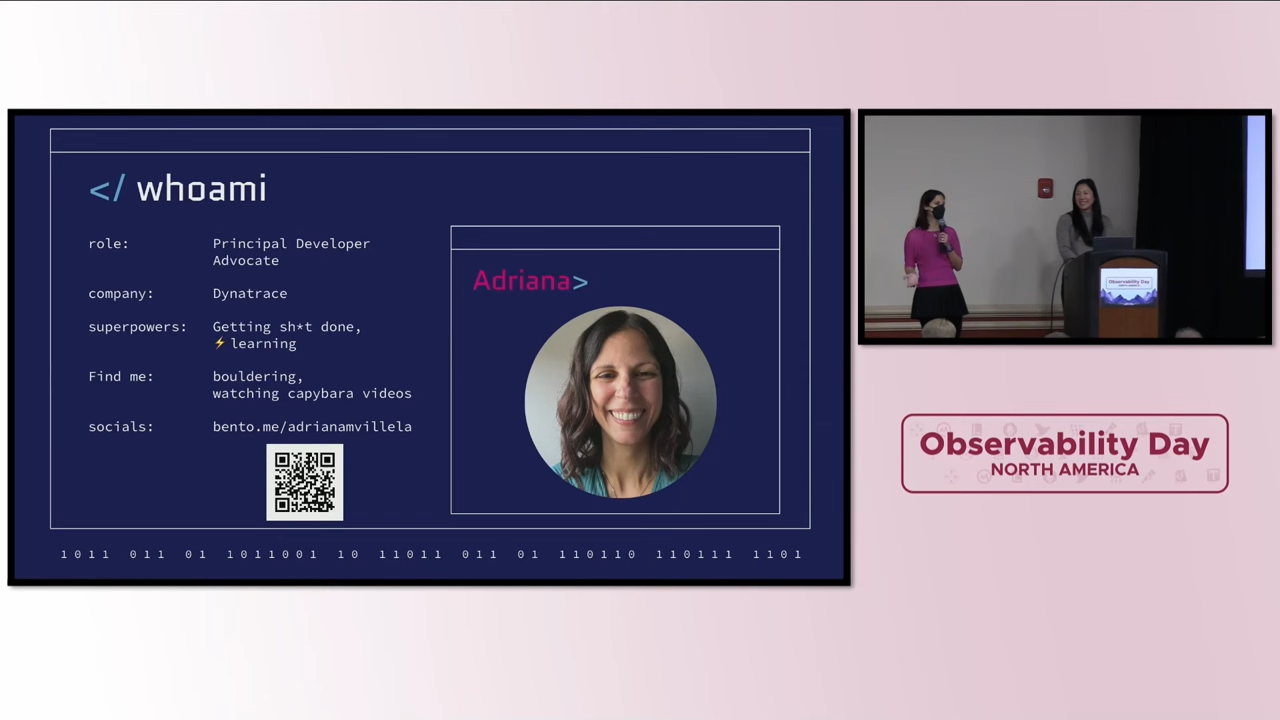 </ whoami
role: Principal Developer
Advocate
company: Dynatrace
superpowers: Getting sh*t done,
⚡ learning
Find me: bouldering,
watching capybara videos
socials: bento.me/adrianamvillela
Adriana>
1011 011 01 1011001 10 11011 011 01 110110 110111 1101
Observability Day
Observability Day
NORTH AMERICA